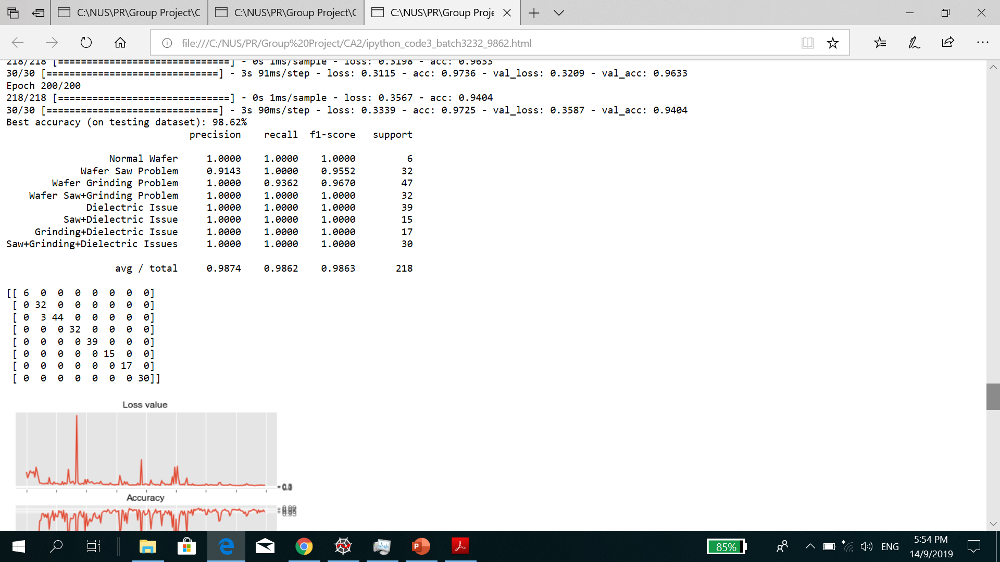 C:\NUS\PR\Group Project\C
C:\NUS\PR\Group Project\C
C:\NUS\PR\Group Proje
file:///C:/NUS/PR/Group%20Project/CA2/ipython_code3_batch3232_9862.html
218/218 [==============================] - 0s 1ms/sample - loss: 0.3198 - acc: 0.9633
30/30 [==============================] - 3s 91ms/step - loss: 0.3115 - acc: 0.9736 - val_loss: 0.3209 - val_acc: 0.9633
Epoch 200/200
218/218 [==============================] - 0s 1ms/sample - loss: 0.3567 - acc: 0.9404
30/30 [==============================] - 3s 90ms/step - loss: 0.3339 - acc: 0.9725 - val_loss: 0.3587 - val_acc: 0.9404
Best accuracy (on testing dataset): 98.62%
precision recall f1-score support
Normal Wafer 1.0000 1.0000 1.0000 6
Wafer Saw Problem 0.9143 1.0000 0.9552 32
Wafer Grinding Problem 1.0000 0.9362 0.9670 47
Wafer Saw+Grinding Problem 1.0000 1.0000 1.0000 32
Dielectric Issue 1.0000 1.0000 1.0000 39
Saw+Dielectric Issue 1.0000 1.0000 1.0000 15
Grinding+Dielectric Issue 1.0000 1.0000 1.0000 17
Saw+Grinding+Dielectric Issues 1.0000 1.0000 1.0000 30
avg / total 0.9874 0.9862 0.9863 218
[[ 6 0 0 0 0 0 0 0]
[ 0 32 0 0 0 0 0 0]
[ 0 3 44 0 0 0 0 0]
[ 0 0 0 32 0 0 0 0]
[ 0 0 0 0 39 0 0 0]
[ 0 0 0 0 0 15 0 0]
[ 0 0 0 0 0 0 17 0]
[ 0 0 0 0 0 0 0 30]]
Loss value
Accuracy
85%
ENG
5:54 PM
14/9/2019